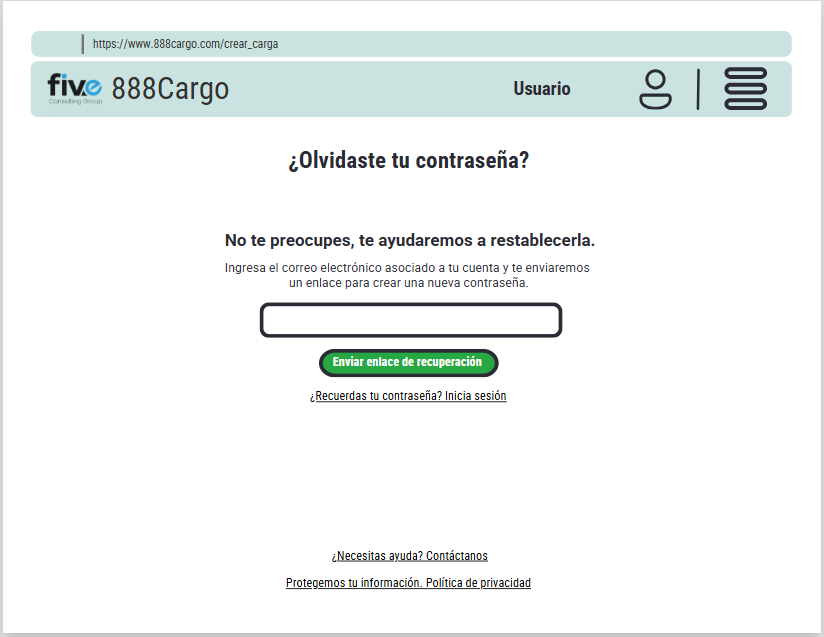 https://www.888cargo.com/crear_carga
five
Consulting Group
888Cargo
Usuario
¿Olvidaste tu contraseña?
No te preocupes, te ayudaremos a restablecerla.
Ingresa el correo electrónico asociado a tu cuenta y te enviaremos
un enlace para crear una nueva contraseña.
Enviar enlace de recuperación
¿Recuerdas tu contraseña? Inicia sesión
¿Necesitas ayuda? Contáctanos
Protegemos tu información. Política de privacidad